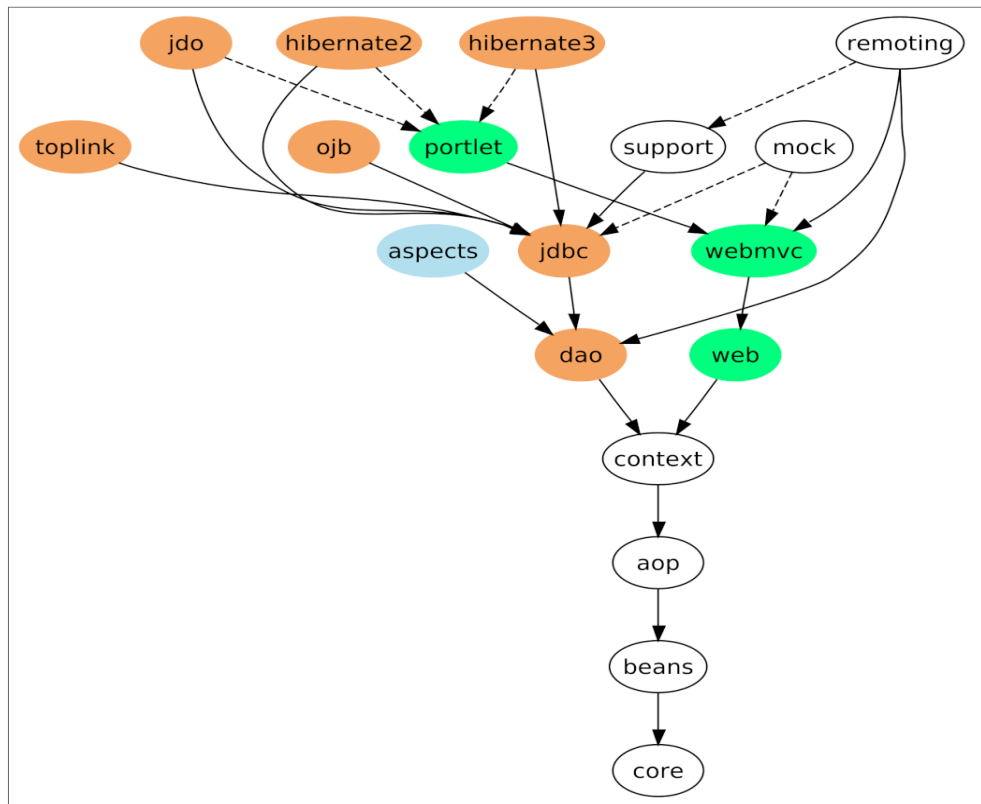 jdo hibernate2 hibernate3 remoting
toplink ojb portlet support mock
aspects jdbc webmvc
dao web
context
aop
beans
core